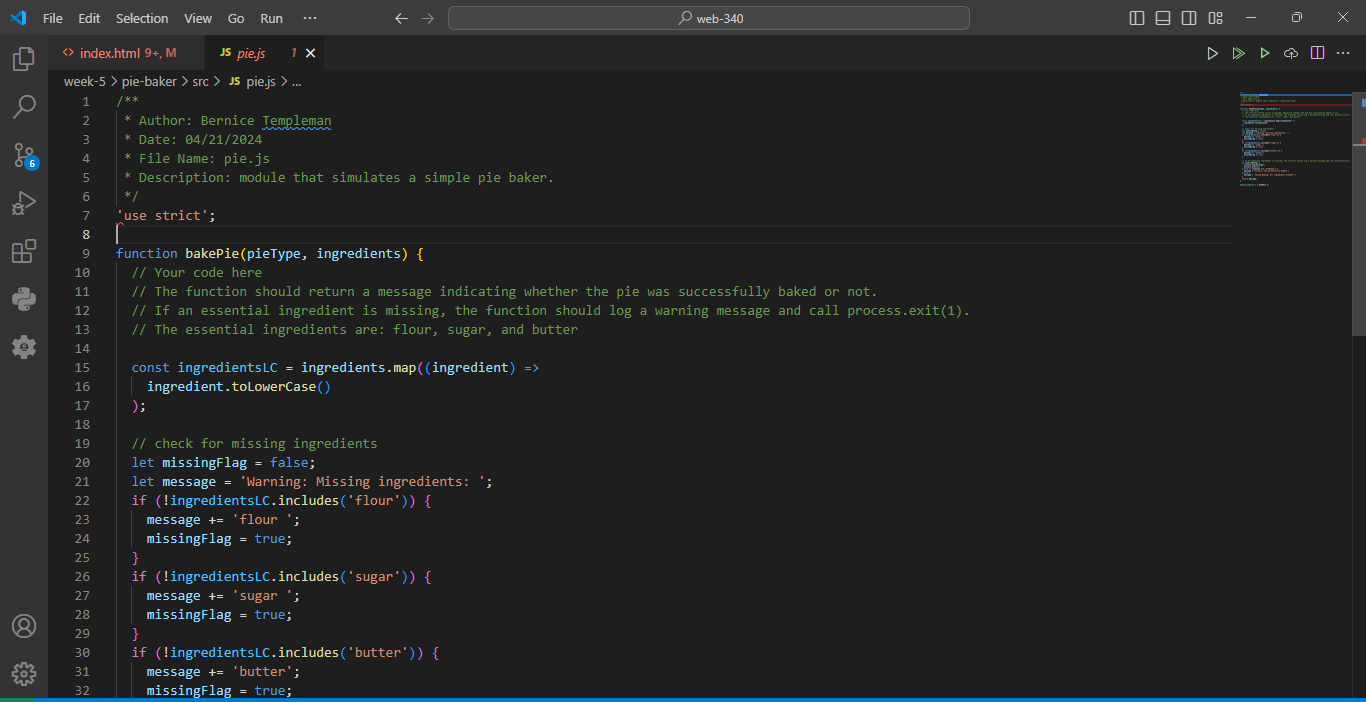 File Edit Selection View Go Run ··· ← → web-340
<> index.html 9+, M JS pie.js 1 ×
week-5 > pie-baker > src > JS pie.js > ...
1 /**
2 * Author: Bernice Templeman
3 * Date: 04/21/2024
4 * File Name: pie.js
5 * Description: module that simulates a simple pie baker.
6 */
7 'use strict';
8
9 function bakePie(pieType, ingredients) {
10 // Your code here
11 // The function should return a message indicating whether the pie was successfully baked or not.
12 // If an essential ingredient is missing, the function should log a warning message and call process.exit(1).
13 // The essential ingredients are: flour, sugar, and butter
14
15 const ingredientsLC = ingredients.map((ingredient) =>
16 ingredient.toLowerCase()
17 );
18
19 // check for missing ingredients
20 let missingFlag = false;
21 let message = 'Warning: Missing ingredients: ';
22 if (!ingredientsLC.includes('flour')) {
23 message += 'flour ';
24 missingFlag = true;
25 }
26 if (!ingredientsLC.includes('sugar')) {
27 message += 'sugar ';
28 missingFlag = true;
29 }
30 if (!ingredientsLC.includes('butter')) {
31 message += 'butter';
32 missingFlag = true;
6